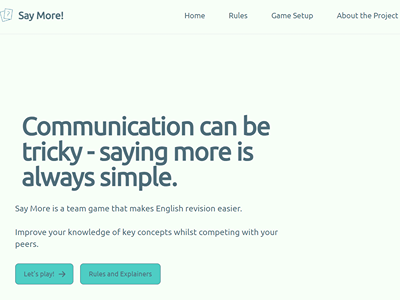 Say More!
Home
Rules
Game Setup
About the Project
Communication can be
tricky - saying more is
always simple.
Say More is a team game that makes English revision easier.
Improve your knowledge of key concepts whilst competing with your
peers.
Let's play! →
Rules and Explainers